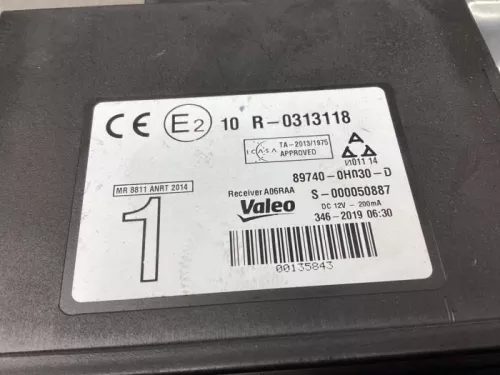 CE E2 10 R-0313118
ICASA TA-2013/1975
APPROVED
И011 14
MR 8811 ANRT 2014
89740-0H030-D
Receiver A06RAA S-000050887
1
Valeo DC 12V - 200mA
346-2019 06:30
00135843